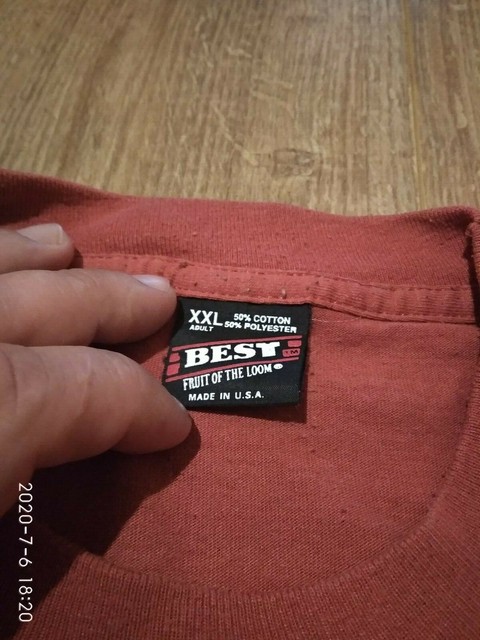 XXL 50% COTTON
ADULT 50% POLYESTER
BEST TM
FRUIT OF THE LOOM®
MADE IN U.S.A.
2020-7-6 18:20